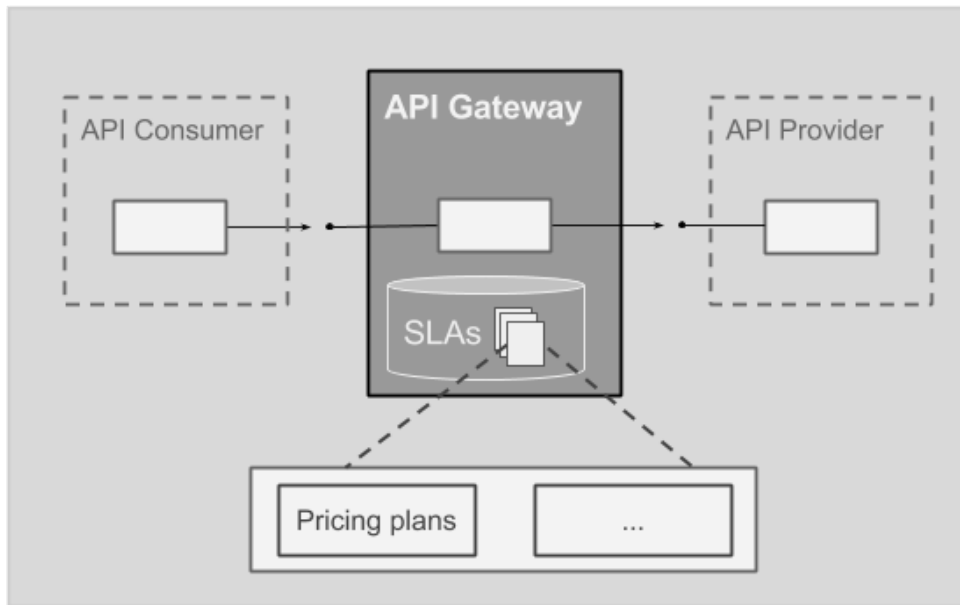 API Gateway
API Consumer
API Provider
SLAs
Pricing plans
...